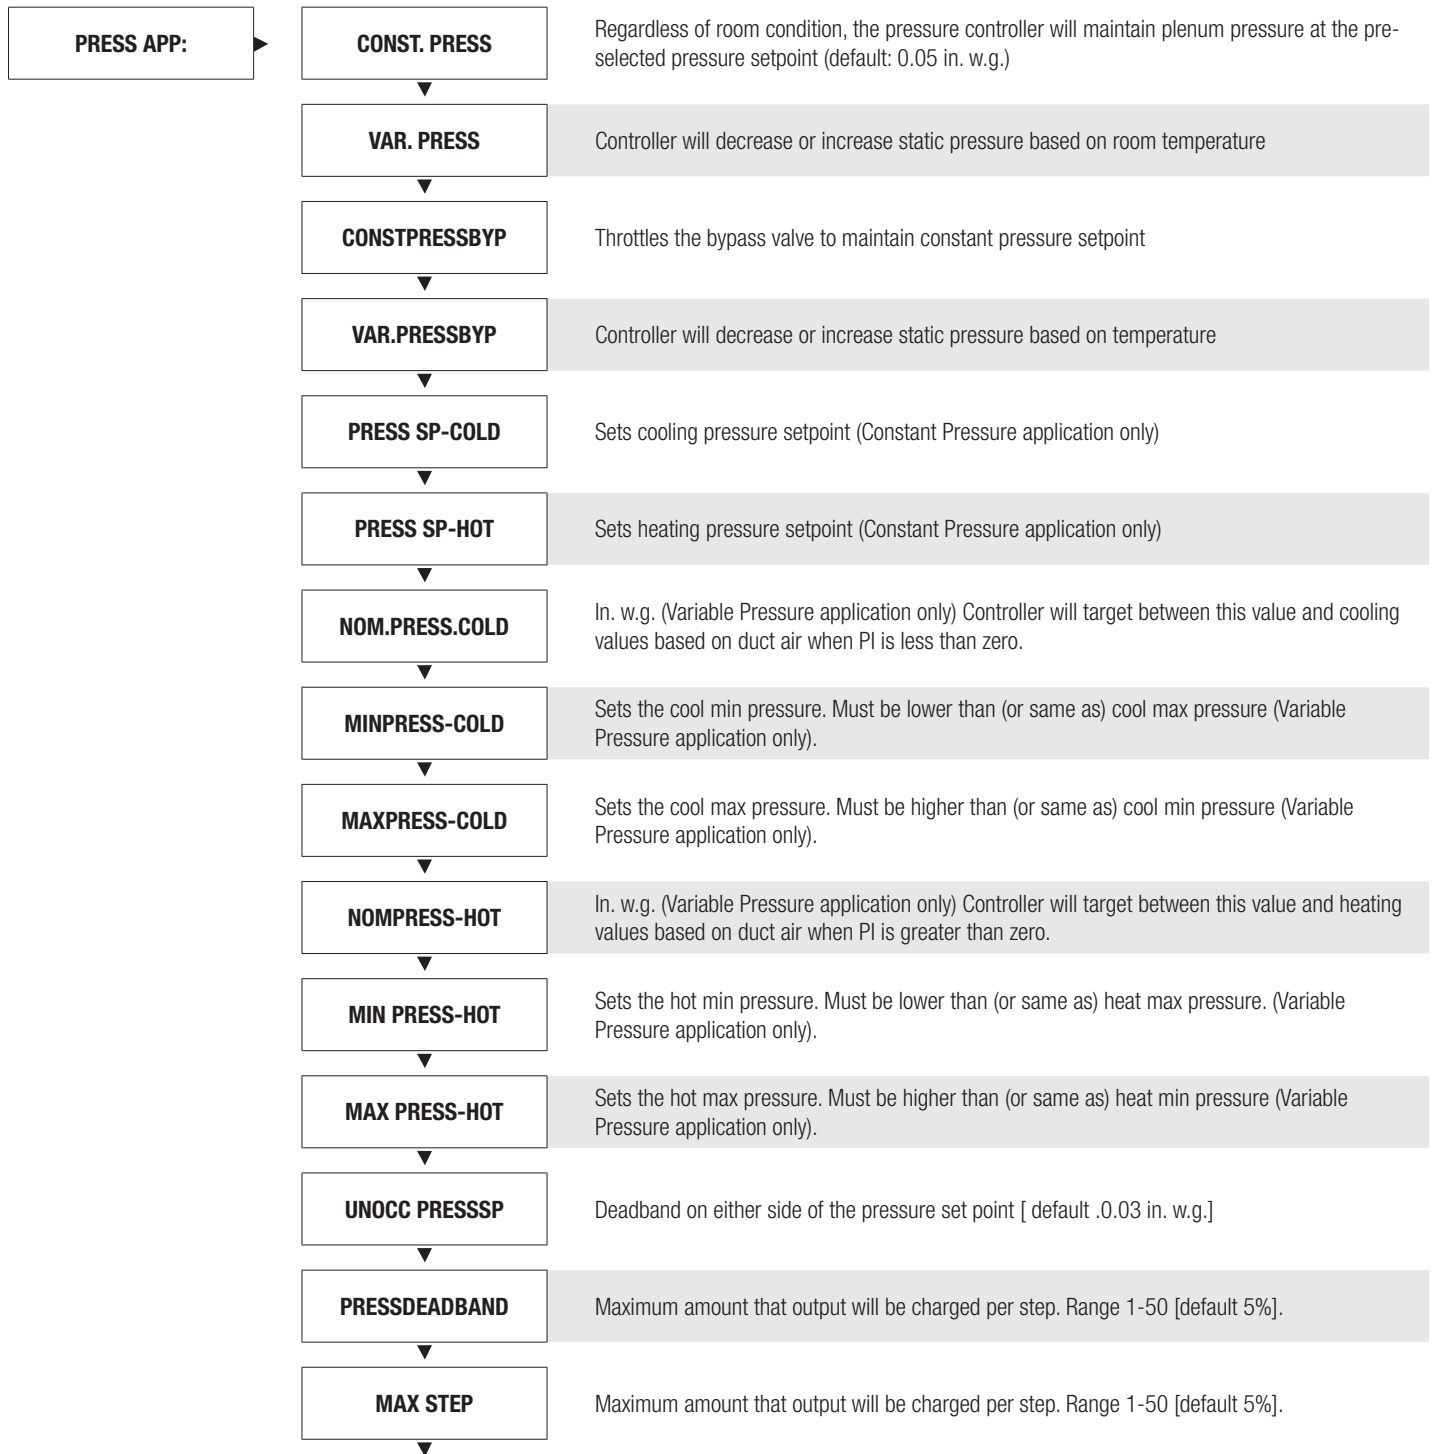 PRESS APP:
CONST. PRESS
Regardless of room condition, the pressure controller will maintain plenum pressure at the pre-
selected pressure setpoint (default: 0.05 in. w.g.)
VAR. PRESS
Controller will decrease or increase static pressure based on room temperature
CONSTPRESSBYP
Throttles the bypass valve to maintain constant pressure setpoint
VAR.PRESSBYP
Controller will decrease or increase static pressure based on temperature
PRESS SP-COLD
Sets cooling pressure setpoint (Constant Pressure application only)
PRESS SP-HOT
Sets heating pressure setpoint (Constant Pressure application only)
NOM.PRESS.COLD
In. w.g. (Variable Pressure application only) Controller will target between this value and cooling
values based on duct air when PI is less than zero.
MINPRESS-COLD
Sets the cool min pressure. Must be lower than (or same as) cool max pressure (Variable
Pressure application only).
MAXPRESS-COLD
Sets the cool max pressure. Must be higher than (or same as) cool min pressure (Variable
Pressure application only).
NOMPRESS-HOT
In. w.g. (Variable Pressure application only) Controller will target between this value and heating
values based on duct air when PI is greater than zero.
MIN PRESS-HOT
Sets the hot min pressure. Must be lower than (or same as) heat max pressure. (Variable
Pressure application only).
MAX PRESS-HOT
Sets the hot max pressure. Must be higher than (or same as) heat min pressure (Variable
Pressure application only).
UNOCC PRESSSP
Deadband on either side of the pressure set point [ default .0.03 in. w.g.]
PRESSDEADBAND
Maximum amount that output will be charged per step. Range 1-50 [default 5%].
MAX STEP
Maximum amount that output will be charged per step. Range 1-50 [default 5%].